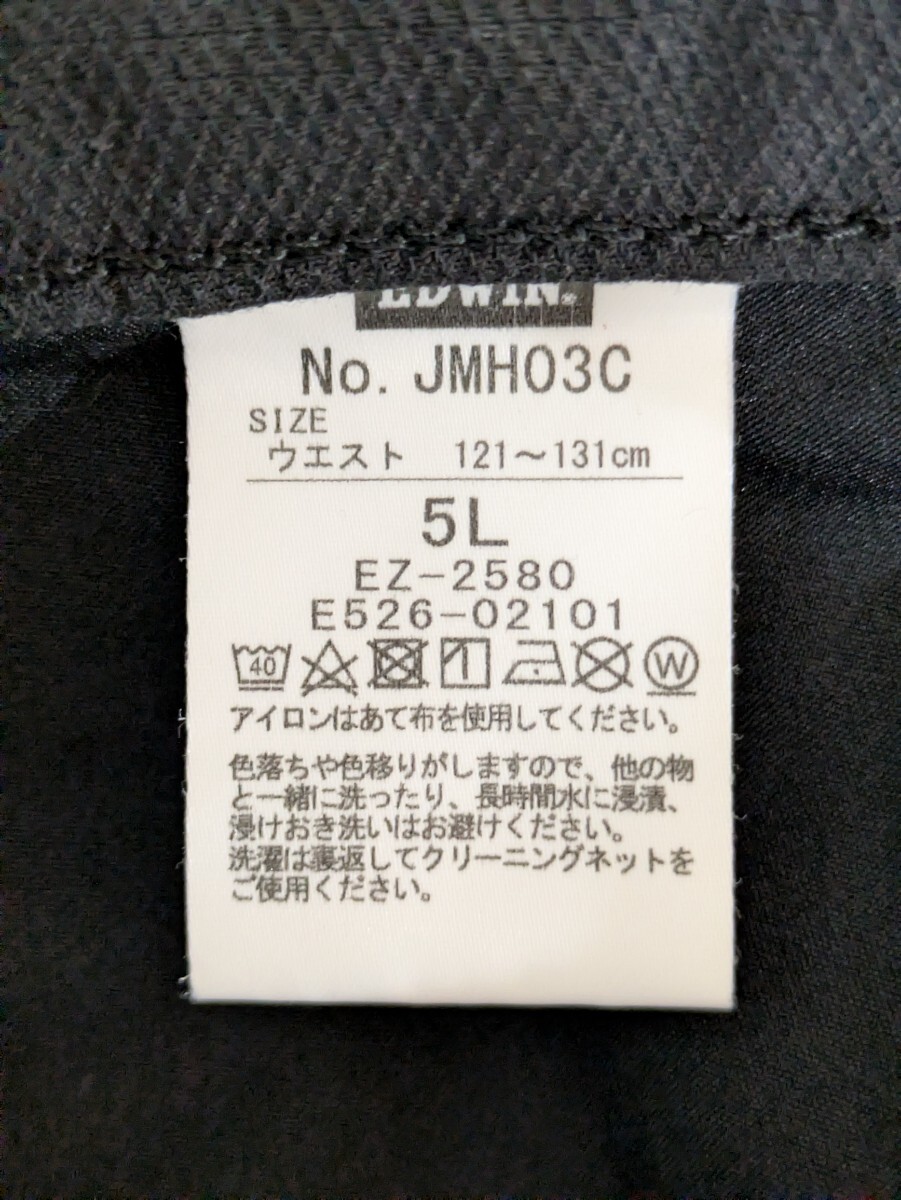 EDWIN
No. JMH03C
SIZE
ウエスト 121～131cm
5L
EZ-2580
E526-02101
40 W
アイロンはあて布を使用してください。
色落ちや色移りがしますので、他の物
と一緒に洗ったり、長時間水に浸漬、
浸けおき洗いはお避けください。
洗濯は裏返してクリーニングネットを
ご使用ください。